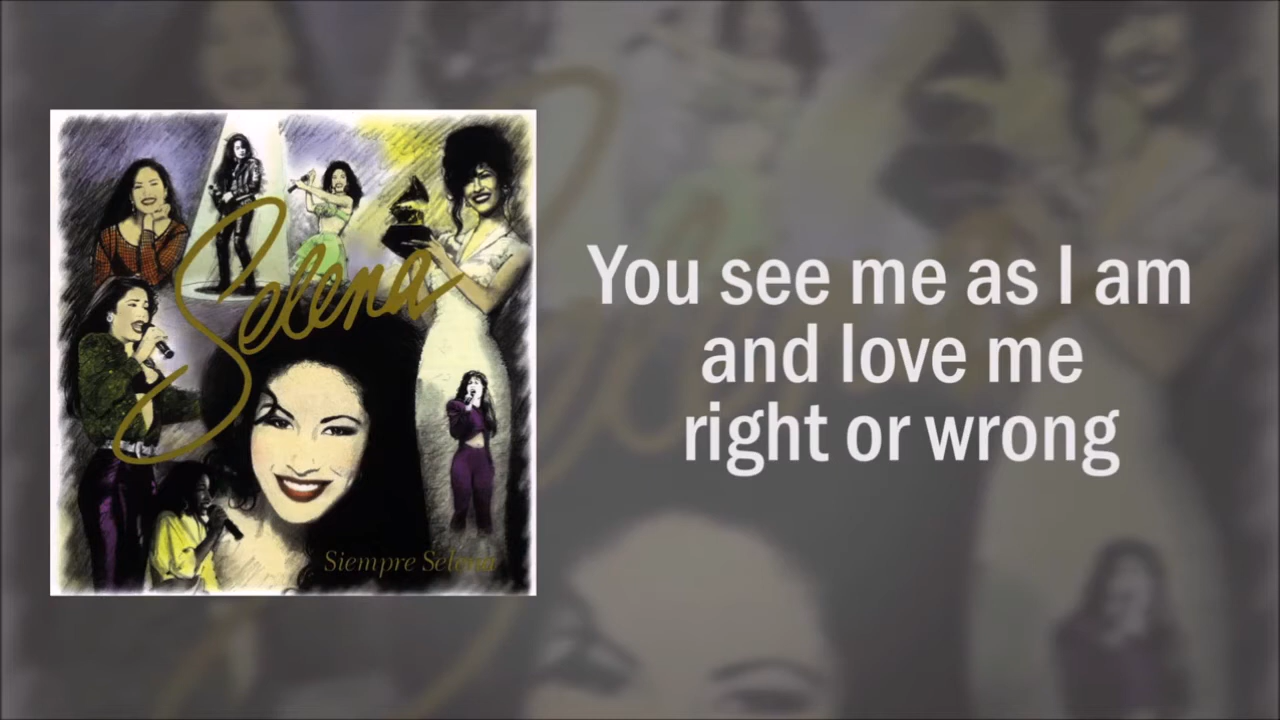 Selena
Siempre Selena
You see me as I am
and love me
right or wrong